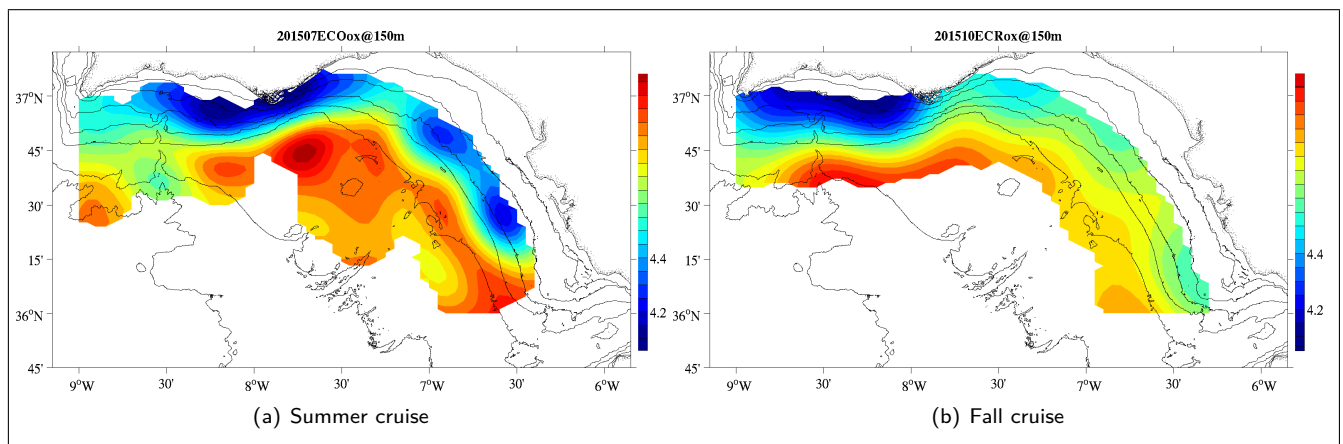 201507ECOox@150m
37°N
45'
30'
15'
36°N
45'
9°W
30'
8°W
30'
7°W
30'
6°W
4.4
4.2
(a) Summer cruise
201510ECRox@150m
37°N
45'
30'
15'
36°N
45'
9°W
30'
8°W
30'
7°W
30'
6°W
4.4
4.2
(b) Fall cruise